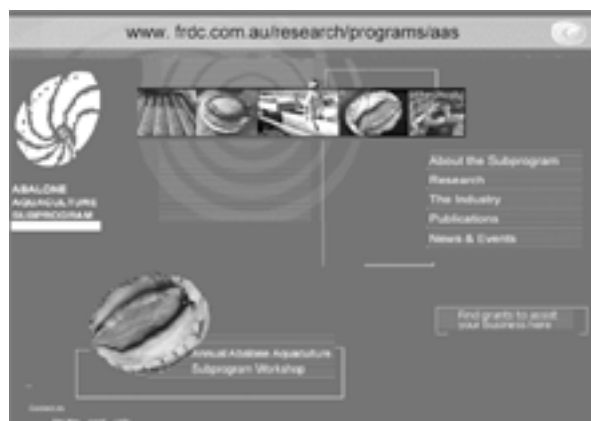 www. frdc.com.au/research/programs/aas
About the Subprogram
Research
ABALONE
AQUACULTURE
SUBPROGRAM
The Industry
Publications
News & Events
Find grants to assist
your business here
Annual Abalone Aquaculture
Subprogram Workshop